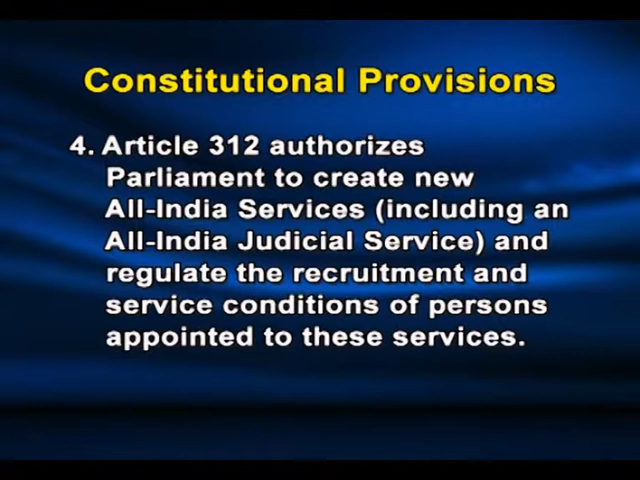 Constitutional Provisions
4. Article 312 authorizes
Parliament to create new
All-India Services (including an
All-India Judicial Service) and
regulate the recruitment and
service conditions of persons
appointed to these services.